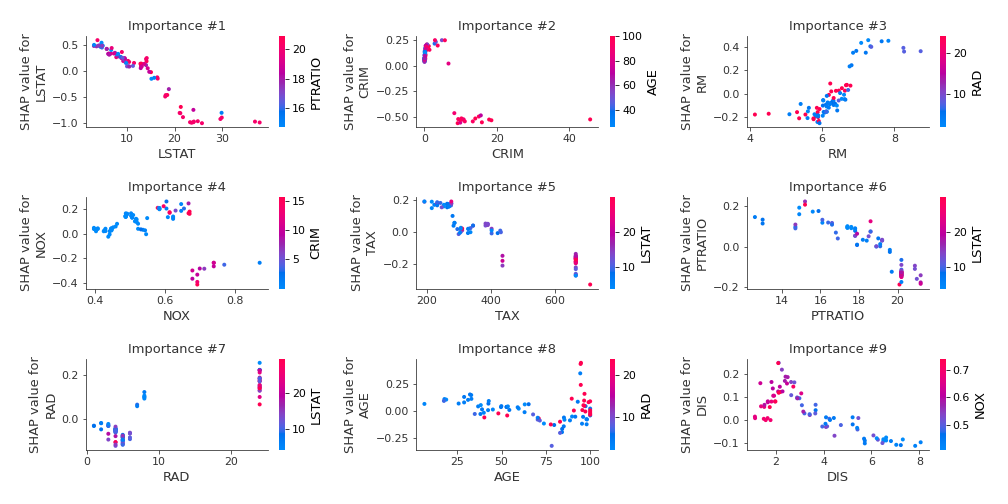 Importance #1
Importance #2
Importance #3
SHAP value for
LSTAT
0.5
0.0
−0.5
−1.0
10
20
30
LSTAT
20
18
16
PTRATIO
SHAP value for
CRIM
0.25
0.00
−0.50
0
20
40
CRIM
100
80
60
40
AGE
SHAP value for
RM
0.4
0.2
0.0
−0.2
4
6
8
RM
20
10
RAD
Importance #4
Importance #5
Importance #6
SHAP value for
NOX
0.2
0.0
−0.2
−0.4
0.4
0.6
0.8
NOX
15
10
5
CRIM
SHAP value for
TAX
0.2
0.0
−0.2
200
400
600
TAX
20
10
LSTAT
SHAP value for
PTRATIO
0.2
0.0
−0.2
14
16
18
20
PTRATIO
20
10
LSTAT
Importance #7
Importance #8
Importance #9
SHAP value for
RAD
0.2
0.0
0
10
20
RAD
20
10
LSTAT
SHAP value for
AGE
0.25
0.00
−0.25
25
50
75
100
AGE
20
10
RAD
SHAP value for
DIS
0.2
0.1
0.0
−0.1
2
4
6
8
DIS
0.7
0.6
0.5
NOX